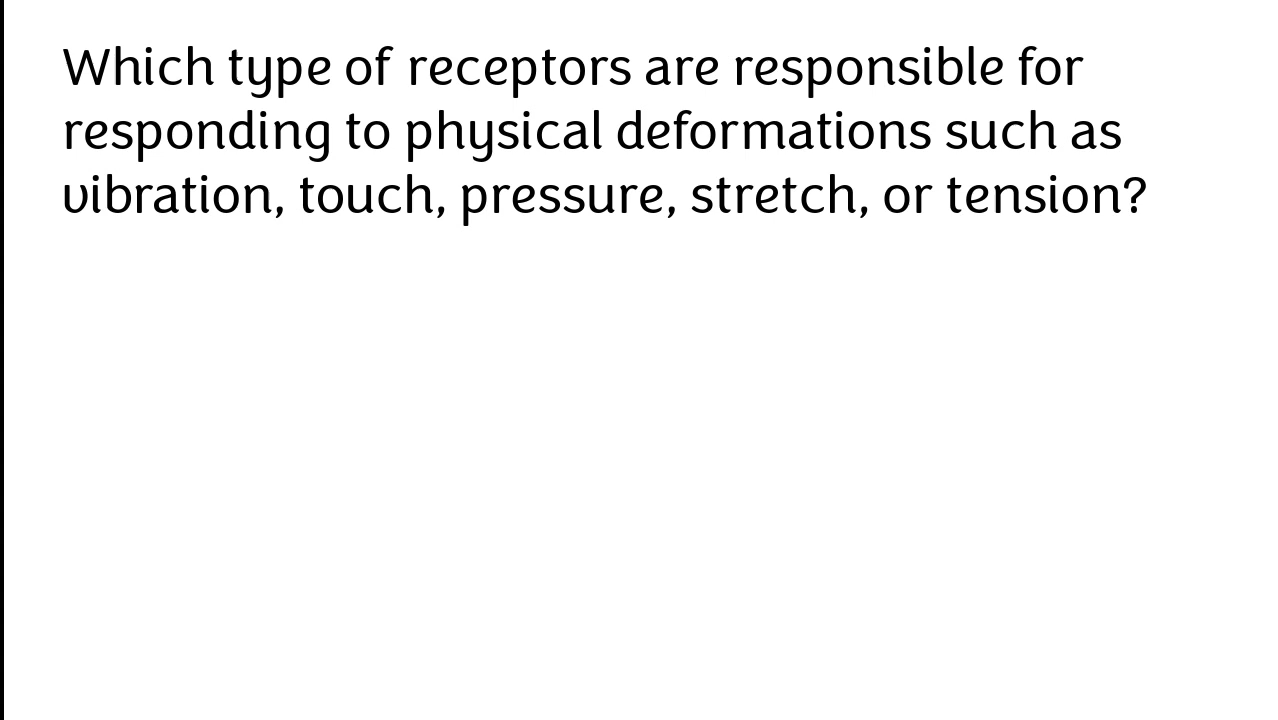 Which type of receptors are responsible for
responding to physical deformations such as
vibration, touch, pressure, stretch, or tension?